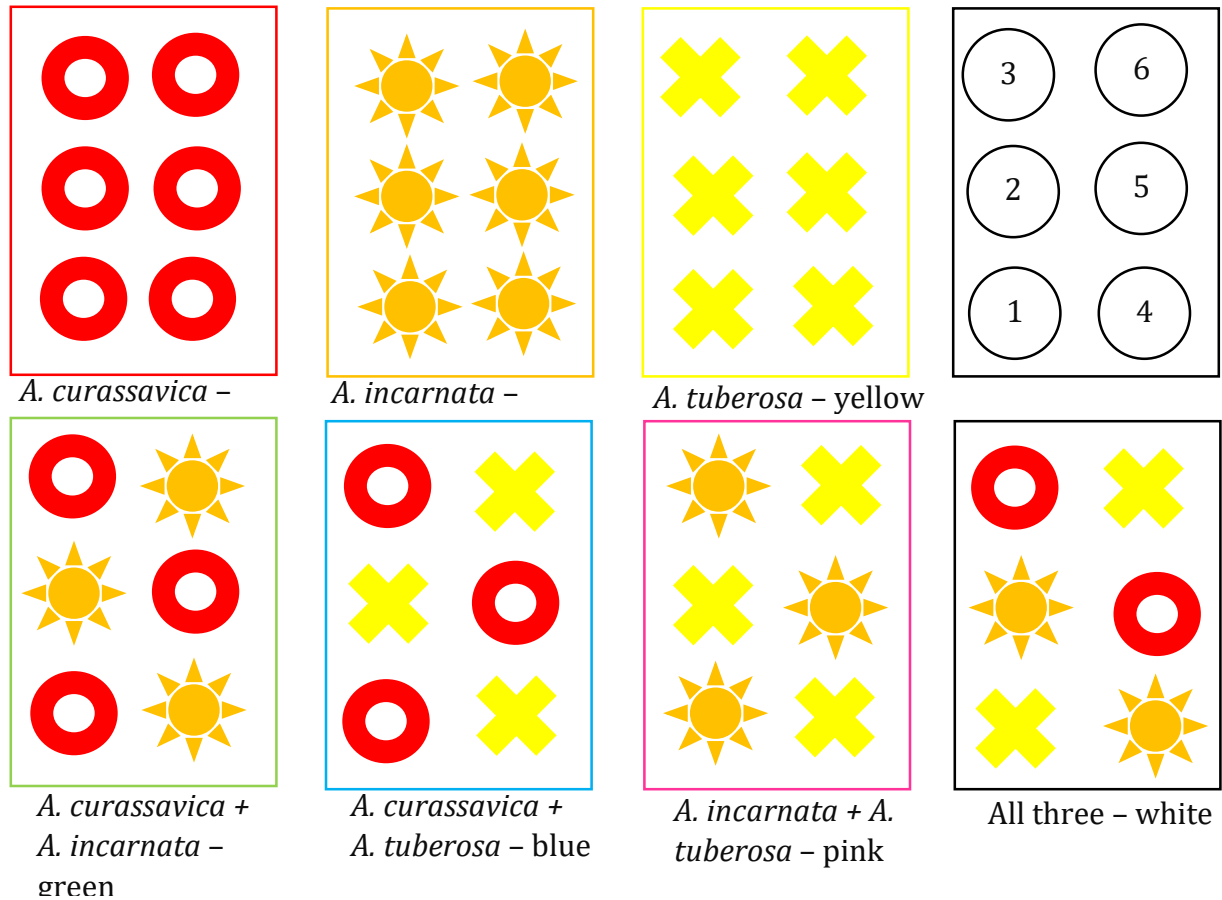 3 6
2 5
1 4
A. curassavica –
A. incarnata –
A. tuberosa – yellow
A. curassavica +
A. incarnata –
green
A. curassavica +
A. tuberosa – blue
A. incarnata + A.
tuberosa – pink
All three – white